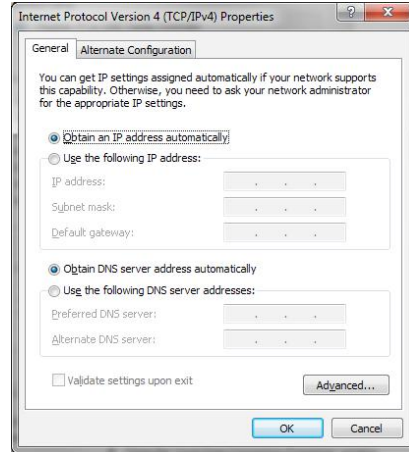 Internet Protocol Version 4 (TCP/IPv4) Properties
General
Alternate Configuration
You can get IP settings assigned automatically if your network supports
this capability. Otherwise, you need to ask your network administrator
for the appropriate IP settings.
Obtain an IP address automatically
Use the following IP address:
IP address:
Subnet mask:
Default gateway:
Obtain DNS server address automatically
Use the following DNS server addresses:
Preferred DNS server:
Alternate DNS server:
Validate settings upon exit
Advanced...
OK
Cancel